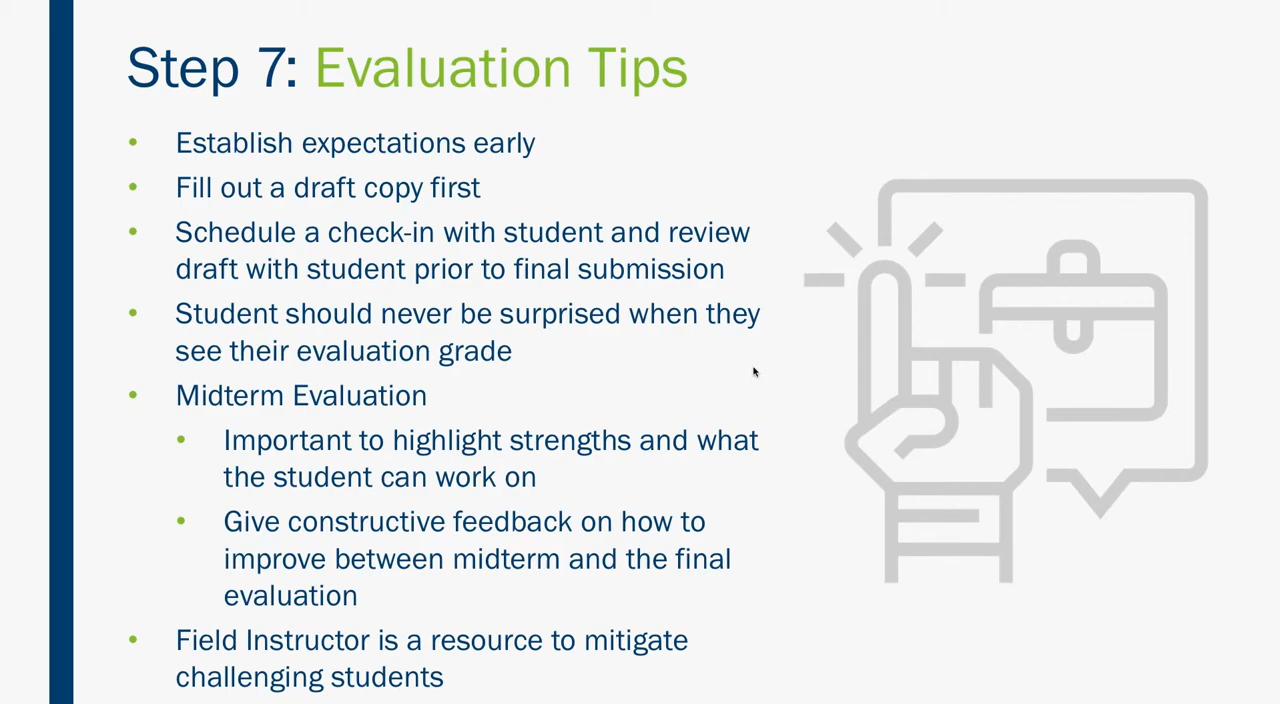 Step 7: Evaluation Tips
• Establish expectations early
• Fill out a draft copy first
• Schedule a check-in with student and review
draft with student prior to final submission
• Student should never be surprised when they
see their evaluation grade
• Midterm Evaluation
• Important to highlight strengths and what
the student can work on
• Give constructive feedback on how to
improve between midterm and the final
evaluation
• Field Instructor is a resource to mitigate
challenging students